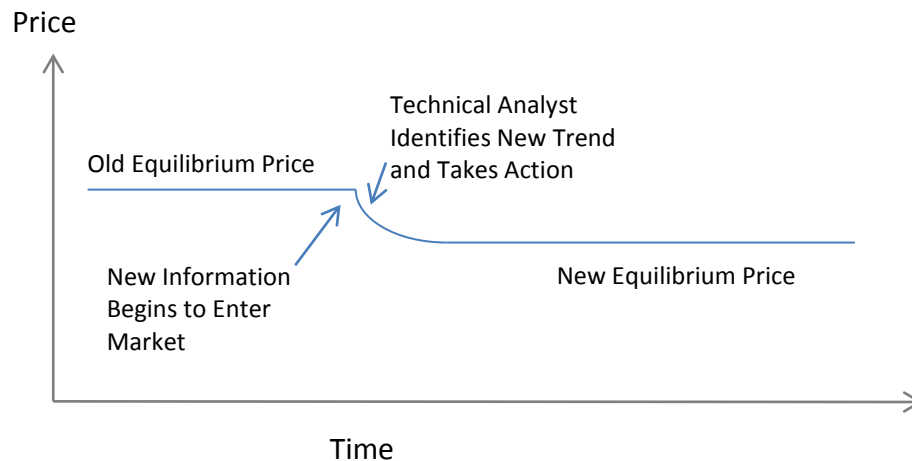 Price
Technical Analyst
Identifies New Trend
and Takes Action
Old Equilibrium Price
New Information
Begins to Enter
Market
New Equilibrium Price
Time